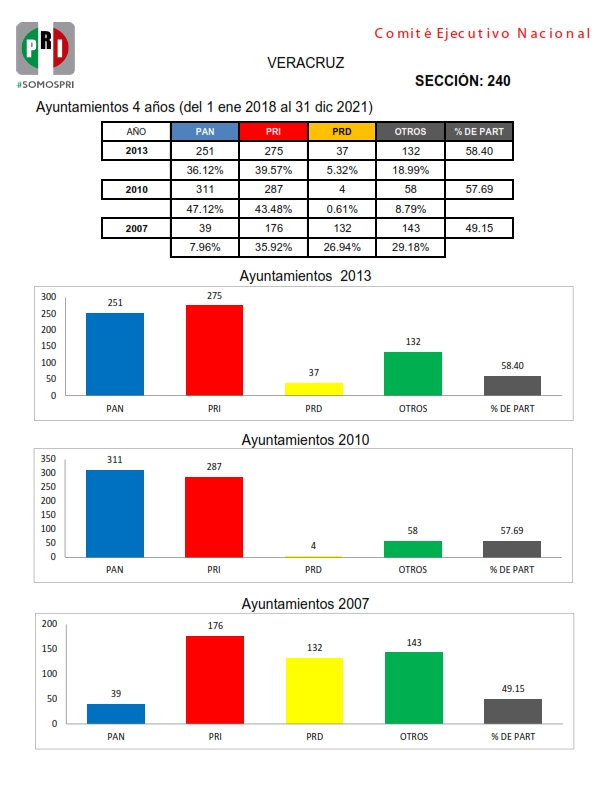 Comité Ejecutivo Nacional
PRI
#SOMOSPRI
VERACRUZ
SECCIÓN: 240
Ayuntamientos 4 años (del 1 ene 2018 al 31 dic 2021)
AÑO PAN PRI PRD OTROS % DE PART
2013 251 275 37 132 58.40
36.12% 39.57% 5.32% 18.99%
2010 311 287 4 58 57.69
47.12% 43.48% 0.61% 8.79%
2007 39 176 132 143 49.15
7.96% 35.92% 26.94% 29.18%
Ayuntamientos 2013
300
250
200
150
100
50
0
251 275 37 132 58.40
PAN PRI PRD OTROS % DE PART
Ayuntamientos 2010
350
300
250
200
150
100
50
0
311 287 4 58 57.69
PAN PRI PRD OTROS % DE PART
Ayuntamientos 2007
200
150
100
50
0
39 176 132 143 49.15
PAN PRI PRD OTROS % DE PART